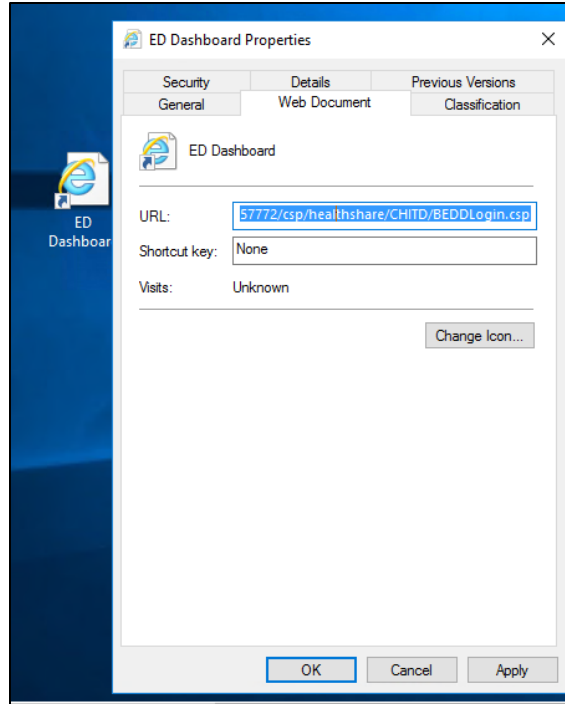 ED Dashboard Properties
Security Details Previous Versions
General Web Document Classification
ED Dashboard
ED
Dashboar
URL: 57772/csp/healthshare/CHITD/BEDDLogin.csp
Shortcut key: None
Visits: Unknown
Change Icon...
OK Cancel Apply